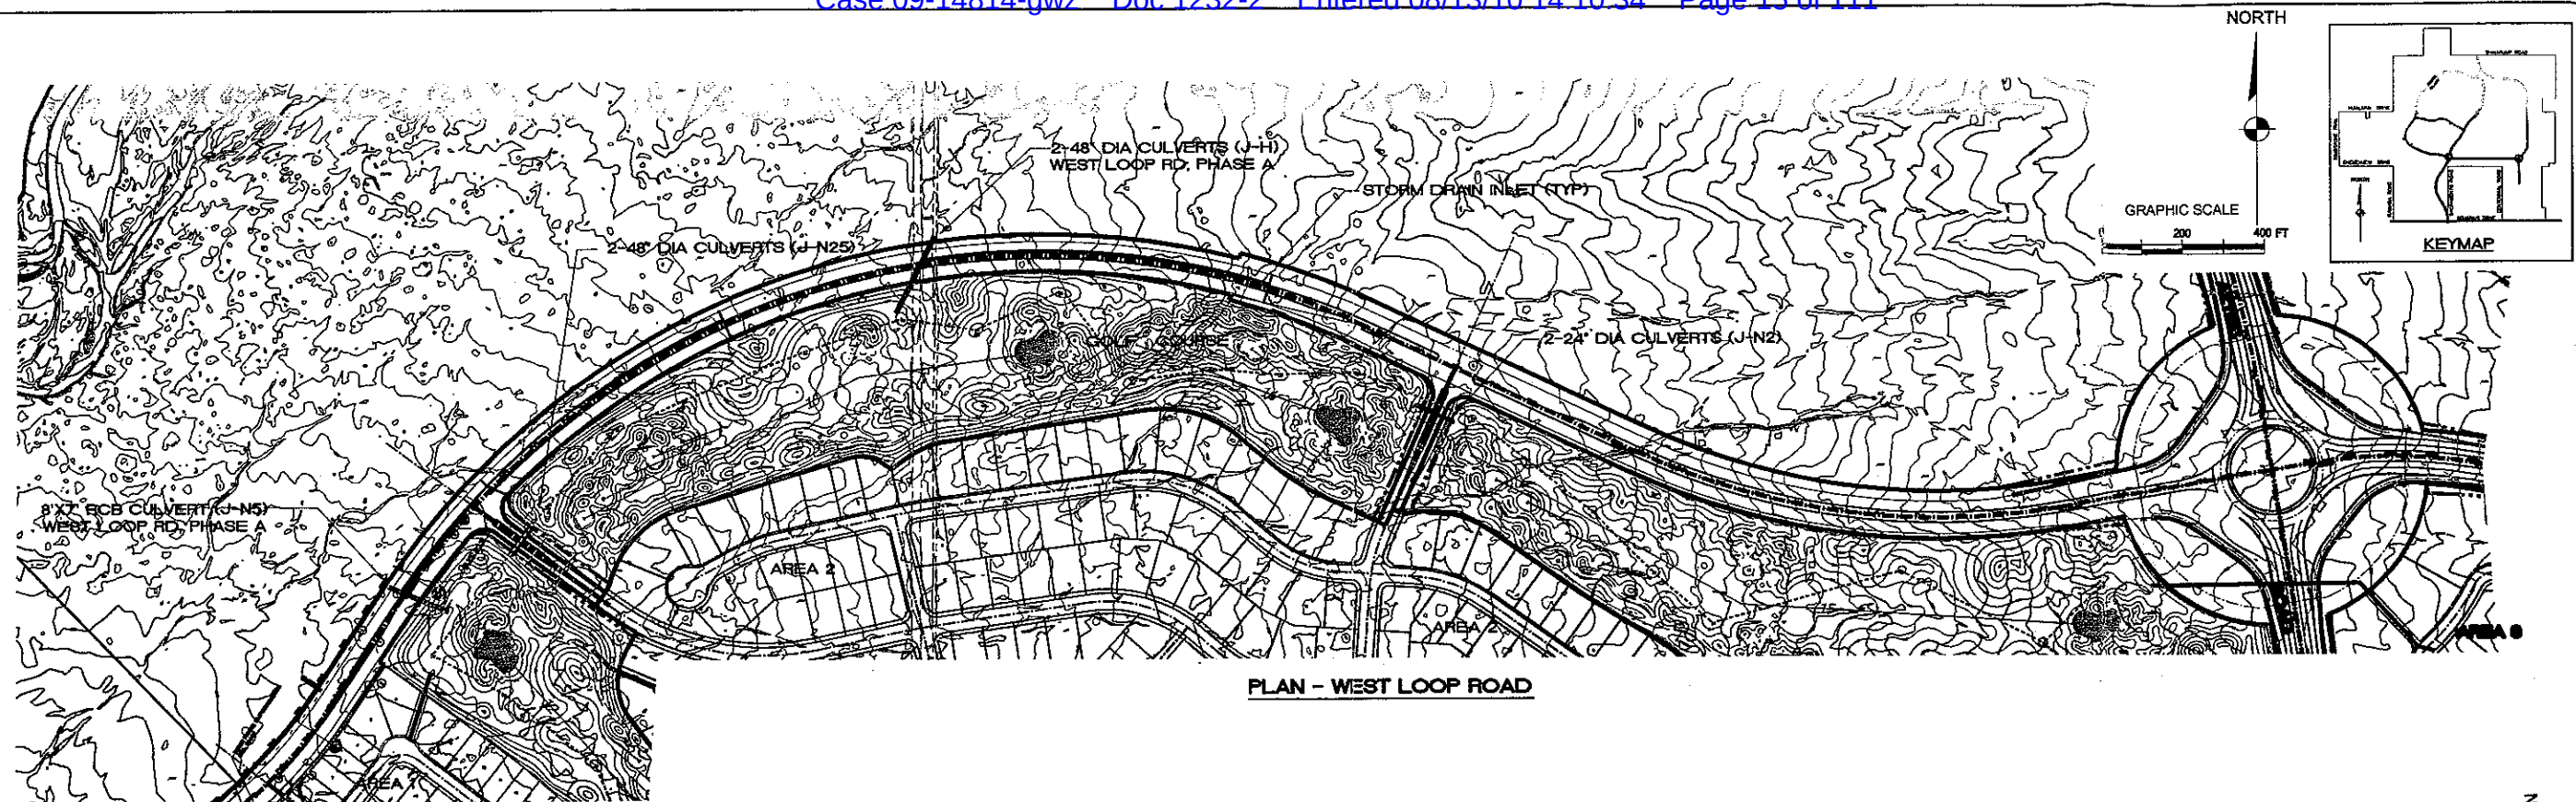 Case 09-14814-gwz Doc 1232-2 Entered 08/13/10 14:10:34 Page 15 of 111
NORTH
2-48" DIA CULVERTS (J-H)
WEST LOOP RD, PHASE A
STORM DRAIN INLET (TYP)
GRAPHIC SCALE
200 400 FT
KEYMAP
2-48" DIA CULVERTS (J-N25)
GOLF COURSE
2-24" DIA CULVERTS (J-N2)
8'X7' RCB CULVERT (J-N5)
WEST LOOP RD, PHASE A
AREA 2
AREA 2
PLAN - WEST LOOP ROAD
AREA 1